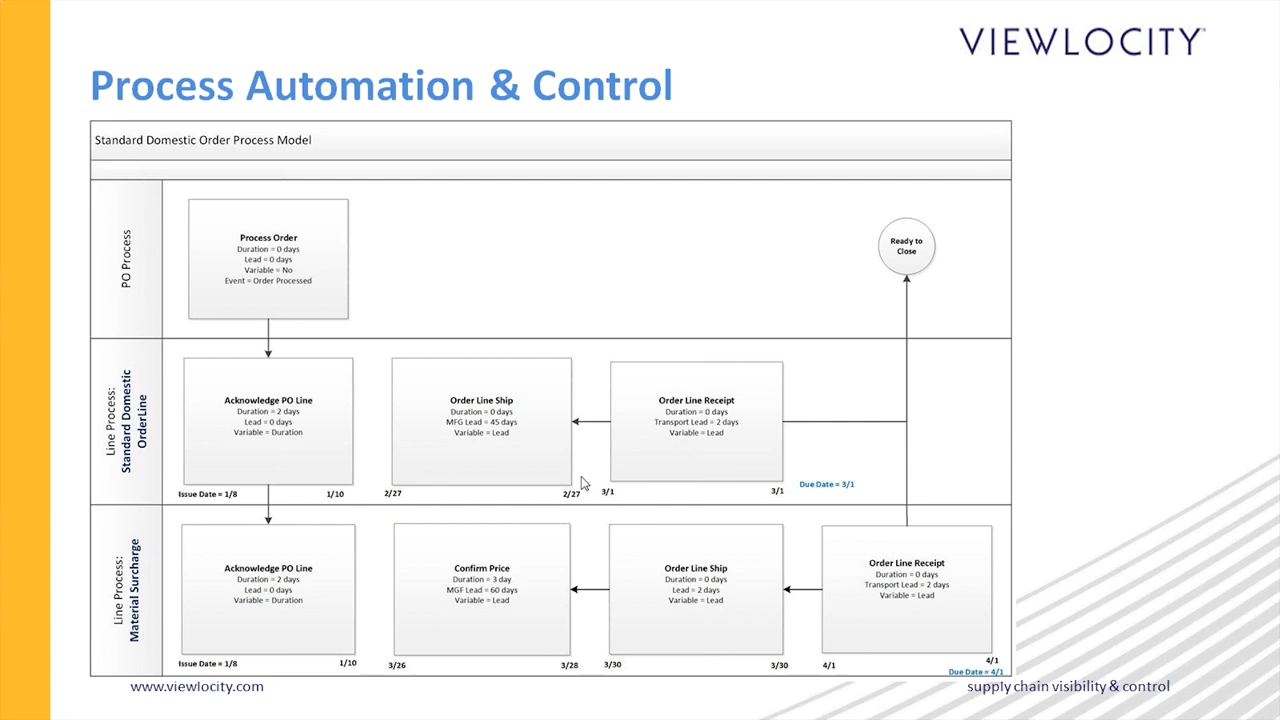 VIEWLOCITY™
Process Automation & Control
Standard Domestic Order Process Model
PO Process
Process Order
Duration = 0 days
Lead = 0 days
Variable = No
Event = Order Processed
Ready to
Close
Line Process:
Standard Domestic
OrderLine
Acknowledge PO Line
Duration = 2 days
Lead = 0 days
Variable = Duration
Issue Date = 1/8
1/10
Order Line Ship
Duration = 0 days
MFG Lead = 45 days
Variable = Lead
2/27
2/27
Order Line Receipt
Duration = 0 days
Transport Lead = 2 days
Variable = Lead
3/1
3/1
Due Date = 3/1
Line Process:
Material Surcharge
Acknowledge PO Line
Duration = 2 days
Lead = 0 days
Variable = Duration
Issue Date = 1/8
1/10
Confirm Price
Duration = 3 day
MGF Lead = 60 days
Variable = Lead
3/26
3/28
Order Line Ship
Duration = 0 days
Lead = 2 days
Variable = Lead
3/30
3/30
Order Line Receipt
Duration = 0 days
Transport Lead = 2 days
Variable = Lead
4/1
4/1
Due Date = 4/1
www.viewlocity.com
supply chain visibility & control